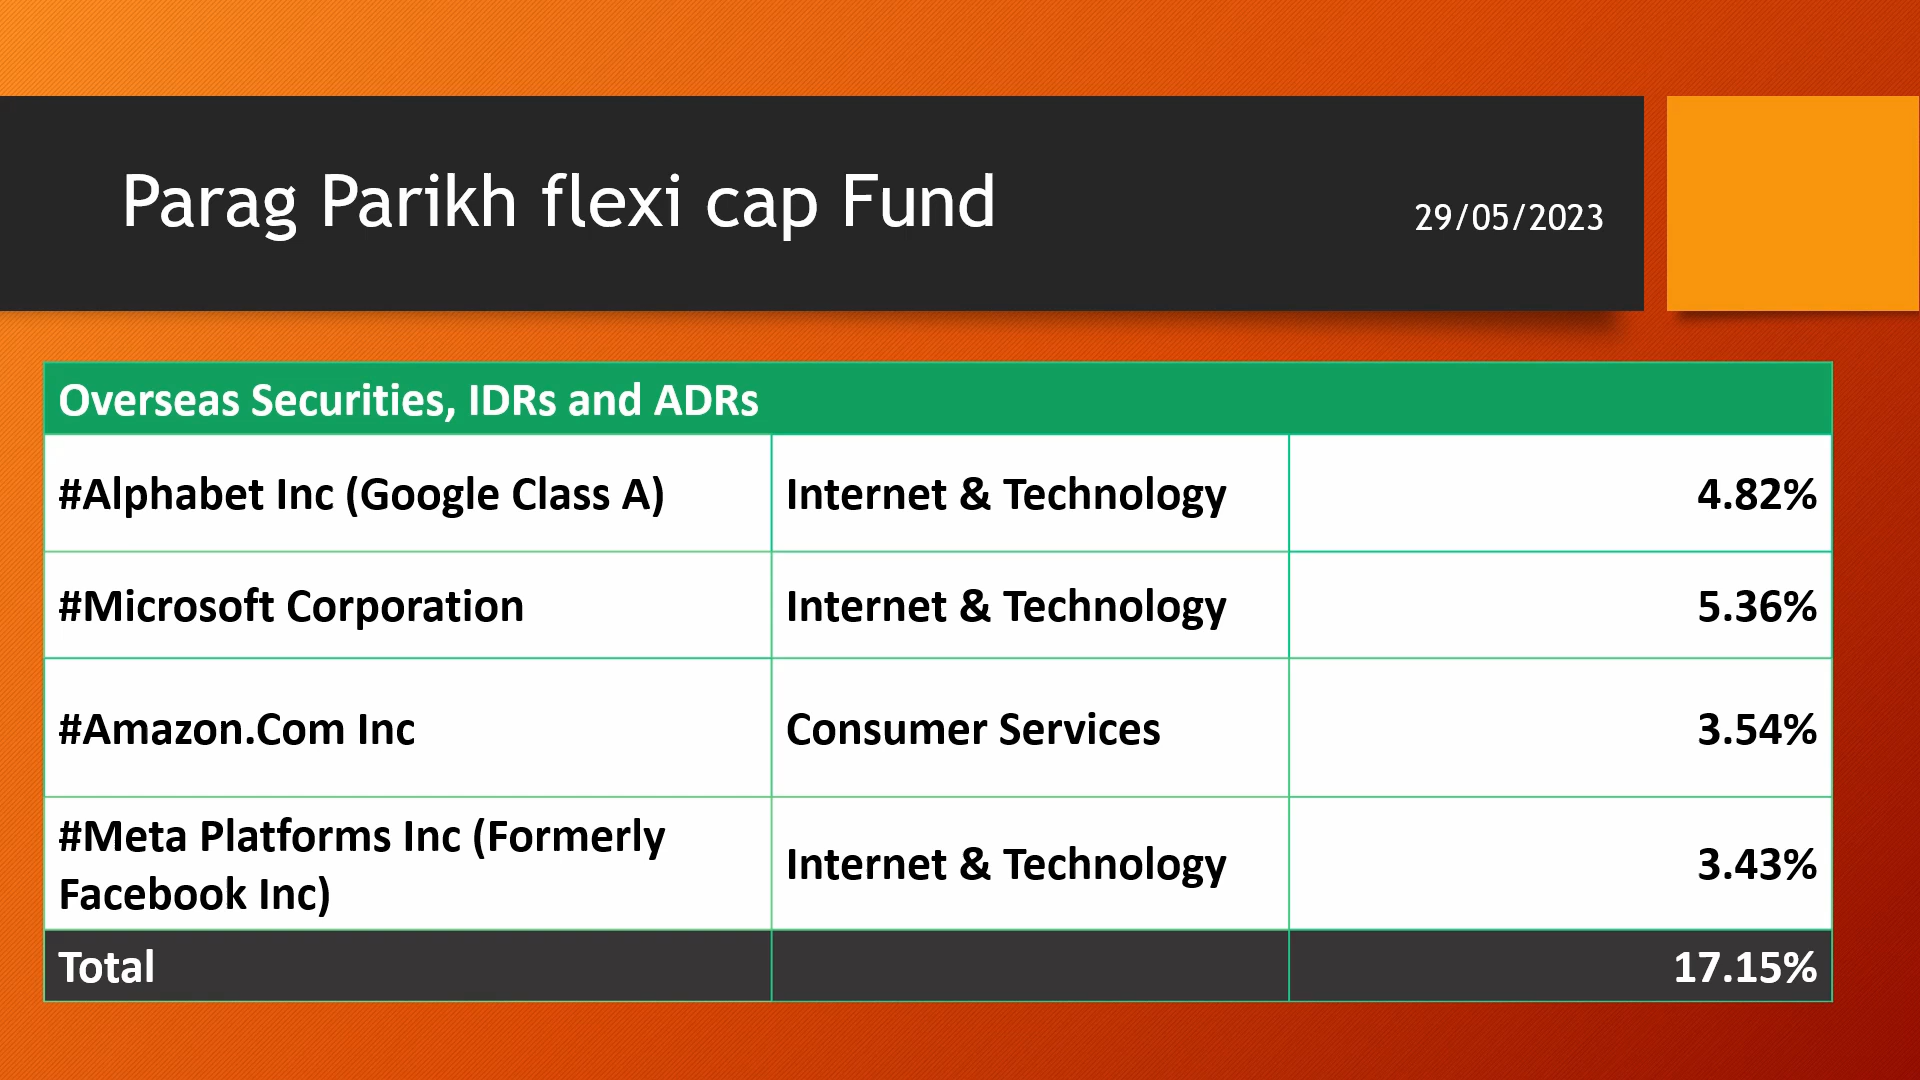 Parag Parikh flexi cap Fund
29/05/2023
Overseas Securities, IDRs and ADRs
#Alphabet Inc (Google Class A) Internet & Technology 4.82%
#Microsoft Corporation Internet & Technology 5.36%
#Amazon.Com Inc Consumer Services 3.54%
#Meta Platforms Inc (Formerly
Facebook Inc) Internet & Technology 3.43%
Total 17.15%